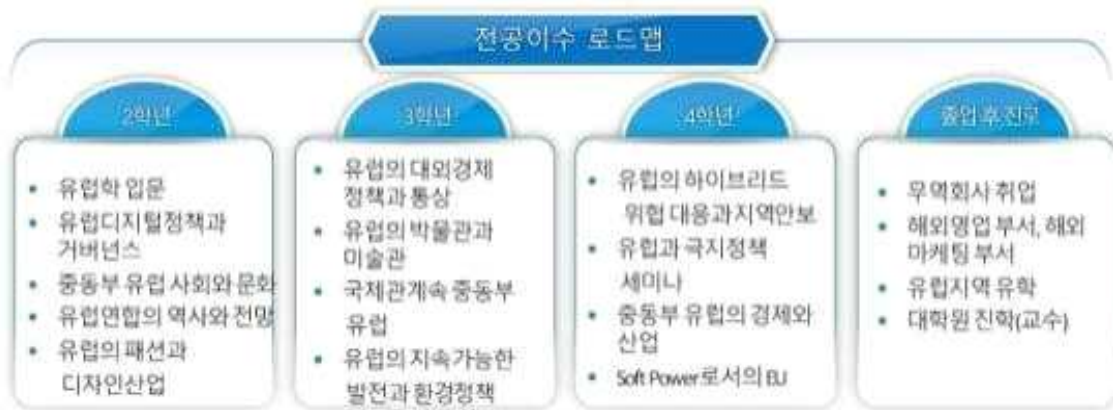 전공이수 로드맵
2학년
• 유럽학 입문
• 유럽디지털정책과
거버넌스
• 중동부 유럽 사회와 문화
• 유럽연합의 역사와 전망
• 유럽의 패션과
디자인산업
3학년
• 유럽의 대외경제
정책과 통상
• 유럽의 박물관과
미술관
• 국제관계속 중동부
유럽
• 유럽의 지속가능한
발전과 환경정책
4학년
• 유럽의 하이브리드
위협 대응과 지역안보
• 유럽과 극지정책
세미나
• 중동부 유럽의 경제와
산업
• Soft Power로서의 EU
졸업 후 진로
• 무역회사 취업
• 해외영업 부서, 해외
마케팅 부서
• 유럽지역 유학
• 대학원 진학(교수)